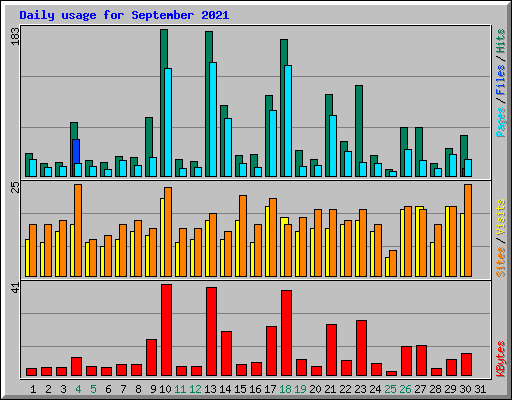 Daily usage for September 2021
183
Pages / Files / Hits
25
Sites / Visits
41
KBytes
1 2 3 4 5 6 7 8 9 10 11 12 13 14 15 16 17 18 19 20 21 22 23 24 25 26 27 28 29 30 31